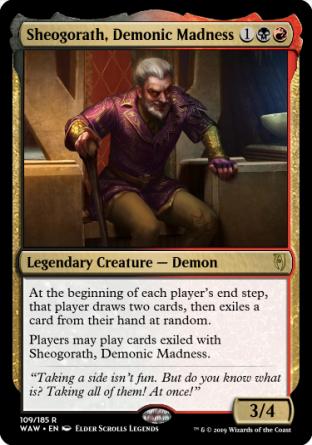 Sheogorath, Demonic Madness 1
Legendary Creature — Demon
At the beginning of each player's end step,
that player draws two cards, then exiles a
card from their hand at random.
Players may play cards exiled with
Sheogorath, Demonic Madness.
"Taking a side isn't fun. But do you know what
is? Taking all of them! At once!"
3/4
109/185 R
WAW • EN ELDER SCROLLS LEGENDS
™ & © 2019 Wizards of the Coast